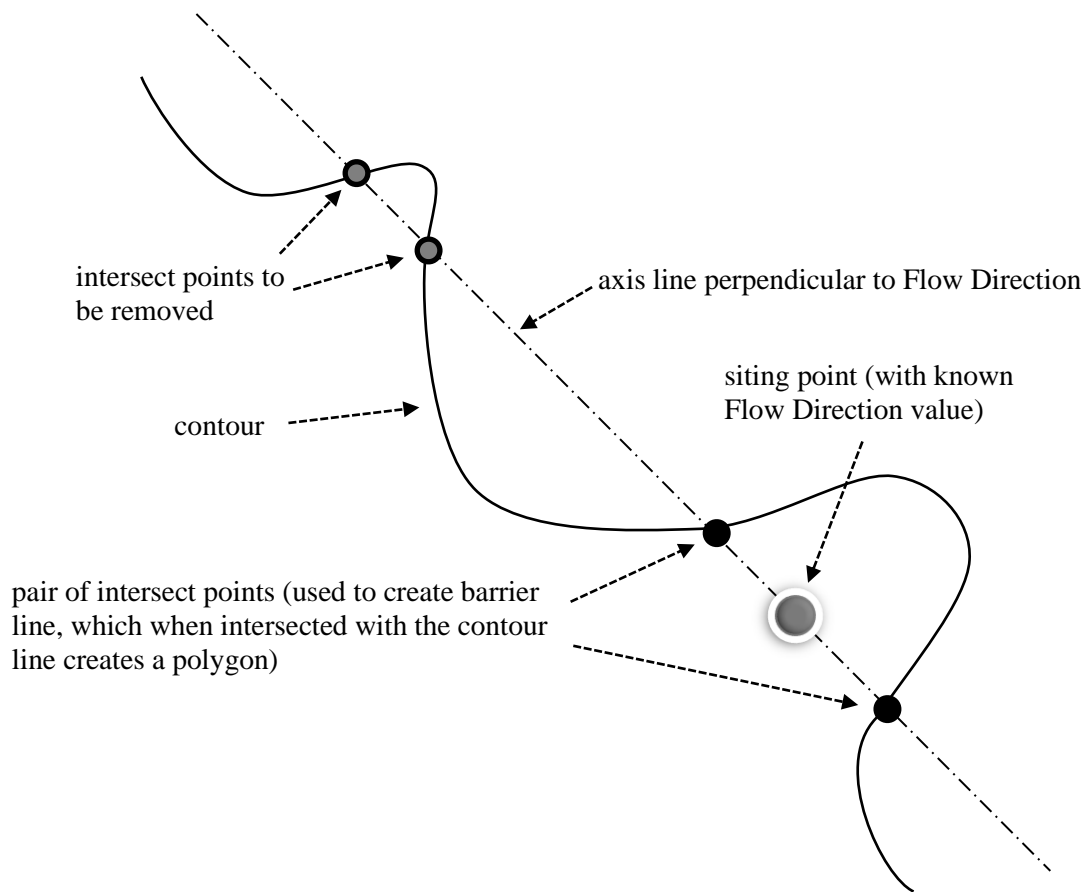 intersect points to
be removed
axis line perpendicular to Flow Direction
siting point (with known
Flow Direction value)
contour
pair of intersect points (used to create barrier
line, which when intersected with the contour
line creates a polygon)